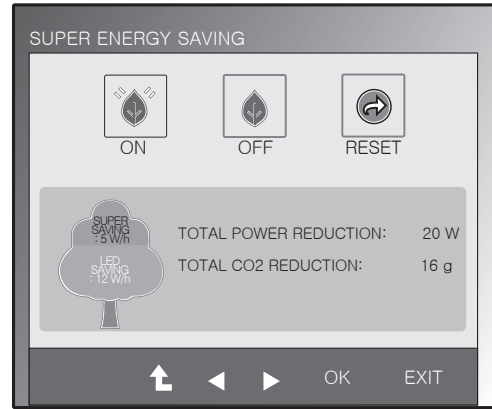 SUPER ENERGY SAVING
ON OFF RESET
SUPER
SAVING
: 5 W/h
LED
SAVING
: 12 W/h
TOTAL POWER REDUCTION: 20 W
TOTAL CO2 REDUCTION: 16 g
OK EXIT